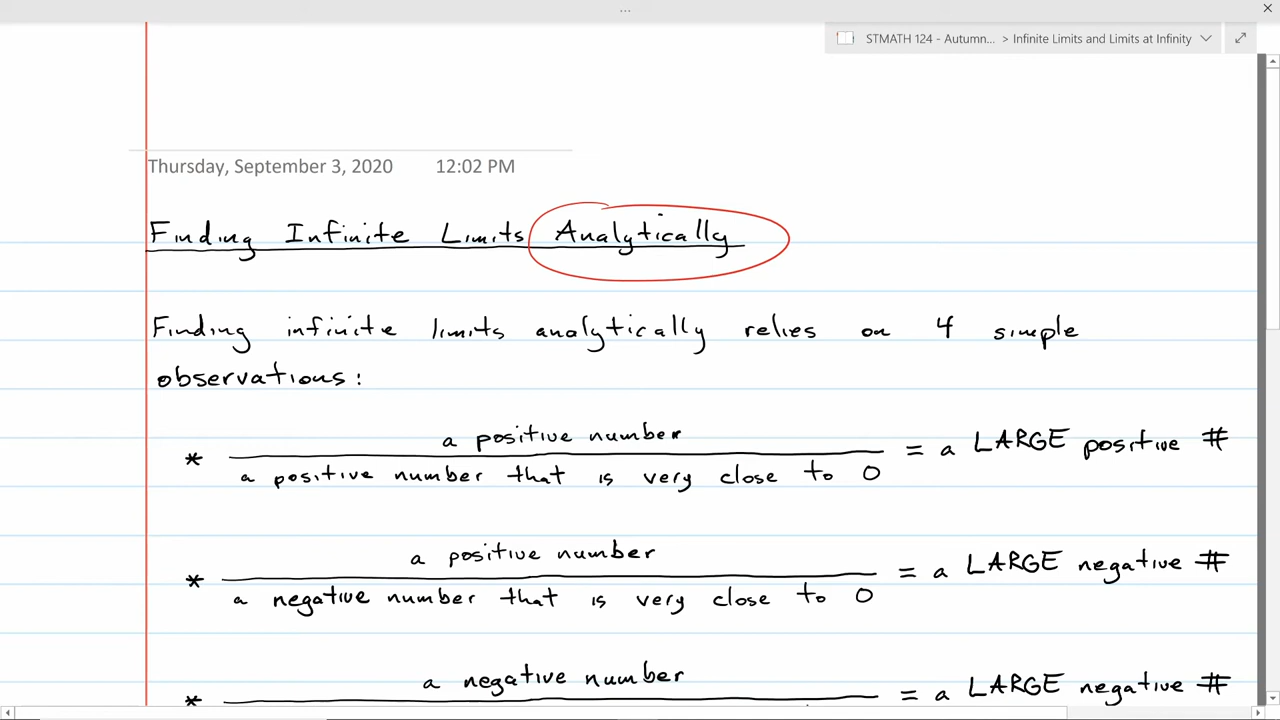 ...
STMATH 124 - Autumn... > Infinite Limits and Limits at Infinity
Thursday, September 3, 2020 12:02 PM
Finding Infinite Limits Analytically
Finding infinite limits analytically relies on 4 simple
observations:
* a positive number
a positive number that is very close to 0 = a LARGE positive #
* a positive number
a negative number that is very close to 0 = a LARGE negative #
* a negative number = a LARGE negative #